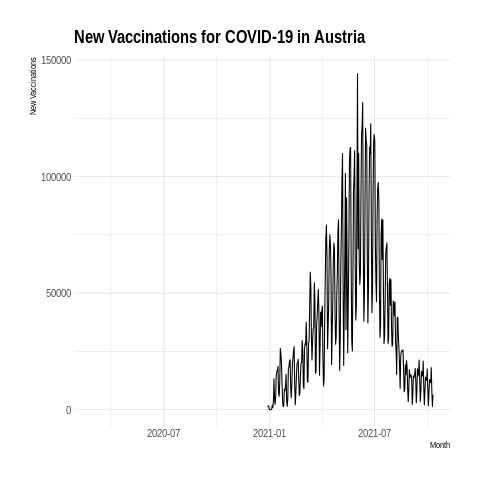 New Vaccinations for COVID-19 in Austria
New Vaccinations
150000
100000
50000
0
2020-07 2021-01 2021-07
Month